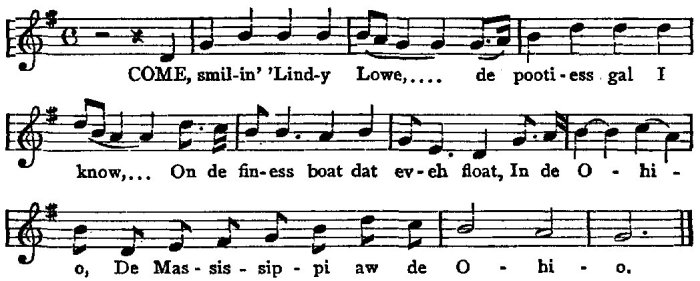 COME, smil-in' 'Lind-y Lowe,.... de pooti-ess gal I
know,... On de fin-ess boat dat ev-eh float, In de O - hi -
o, De Mas - sis - sip - pi aw de O - hi - o.